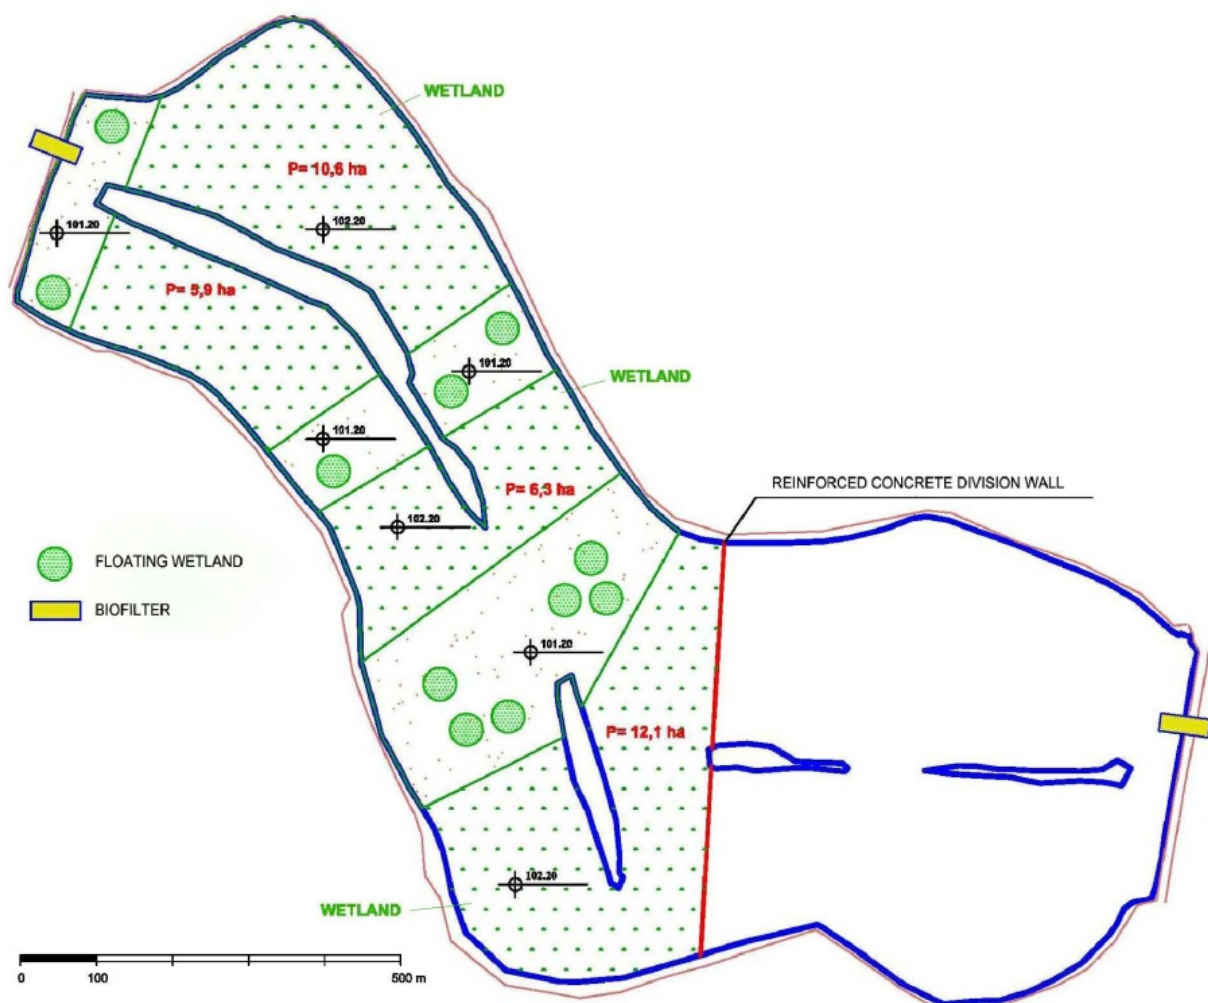 WETLAND
P= 10,6 ha
101.20
102.20
P= 5,9 ha
101.20
WETLAND
101.20
P= 6,3 ha
REINFORCED CONCRETE DIVISION WALL
102.20
FLOATING WETLAND
BIOFILTER
101.20
P= 12,1 ha
102.20
WETLAND
0 100 500 m